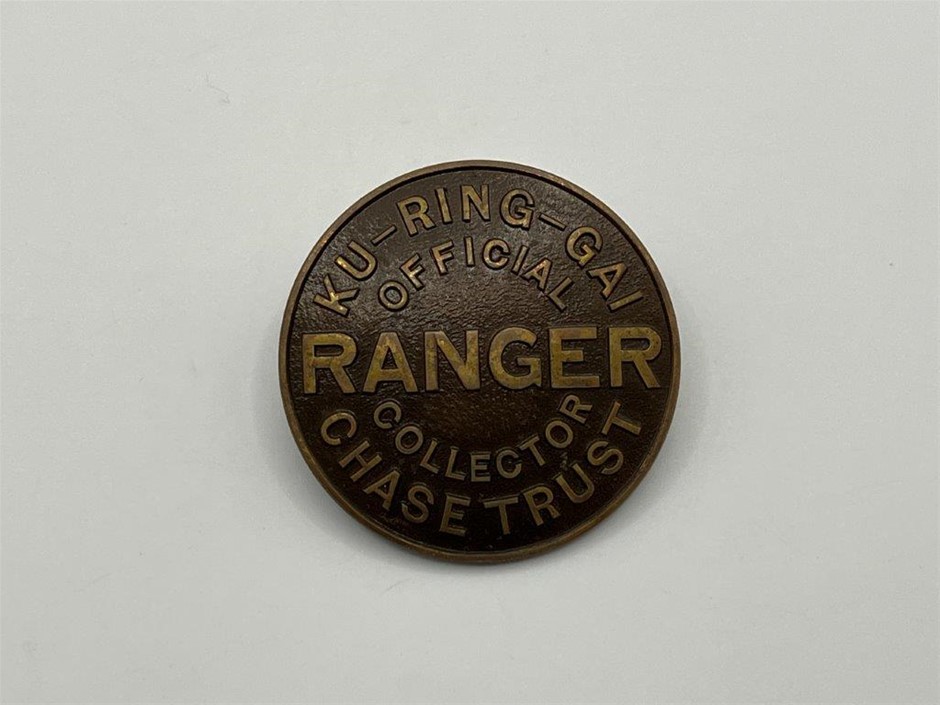 KU-RING-GAI
OFFICIAL
RANGER
COLLECTOR
CHASE TRUST